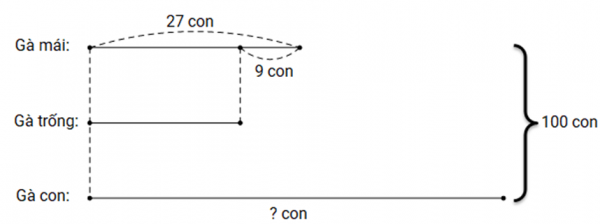 27 con
Gà mái:
9 con
Gà trống:
100 con
Gà con:
? con